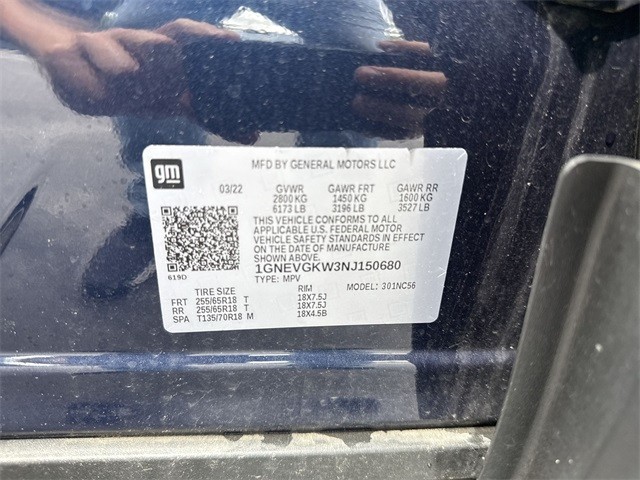 gm
MFD BY GENERAL MOTORS LLC
03/22 GVWR GAWR FRT GAWR RR
2800 KG 1450 KG 1600 KG
6173 LB 3196 LB 3527 LB
THIS VEHICLE CONFORMS TO ALL
APPLICABLE U.S. FEDERAL MOTOR
VEHICLE SAFETY STANDARDS IN EFFECT
ON THE DATE OF MANUFACTURE
SHOWN ABOVE.
1GNEVGKW3NJ150680
619D
TYPE: MPV
TIRE SIZE RIM MODEL: 301NC56
FRT 255/65R18 T 18X7.5J
RR 255/65R18 T 18X7.5J
SPA T135/70R18 M 18X4.5B